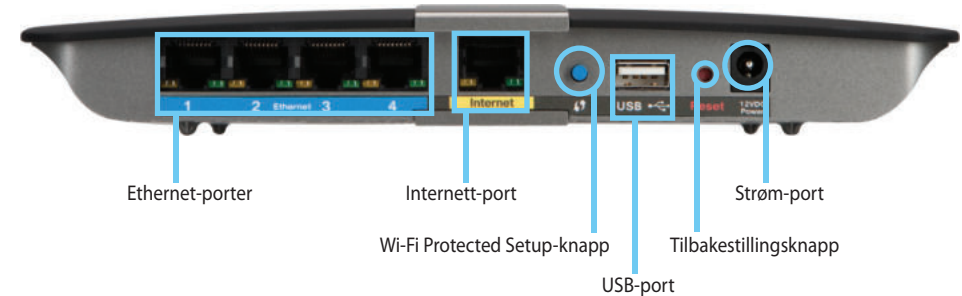 1 2 Ethernet 3 4
Internet
USB
Reset
12VDC
Power
Ethernet-porter
Internett-port
Strøm-port
Wi-Fi Protected Setup-knapp
Tilbakestillingsknapp
USB-port